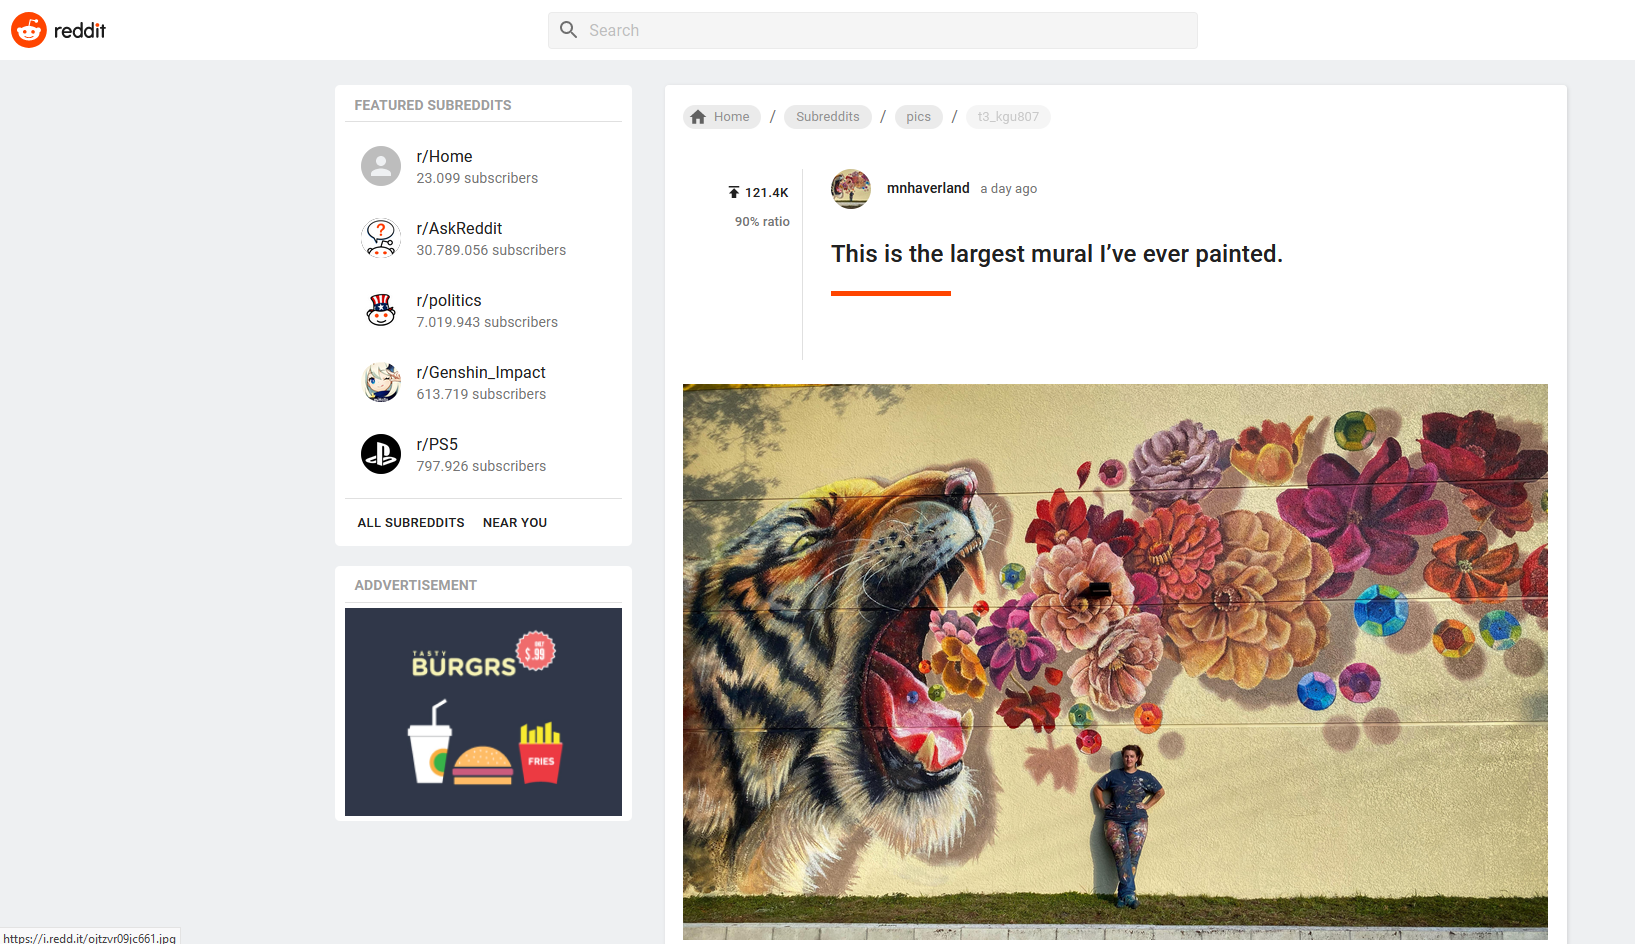 reddit
Search
FEATURED SUBREDDITS
r/Home
23.099 subscribers
r/AskReddit
30.789.056 subscribers
r/politics
7.019.943 subscribers
r/Genshin_Impact
613.719 subscribers
r/PS5
797.926 subscribers
ALL SUBREDDITS NEAR YOU
ADDVERTISEMENT
TASTY
BURGRS
ONLY
$.99
FRIES
Home / Subreddits / pics / t3_kgu807
121.4K
90% ratio
mnhaverland a day ago
This is the largest mural I’ve ever painted.
https://i.redd.it/ojtzvr09jc661.jpg